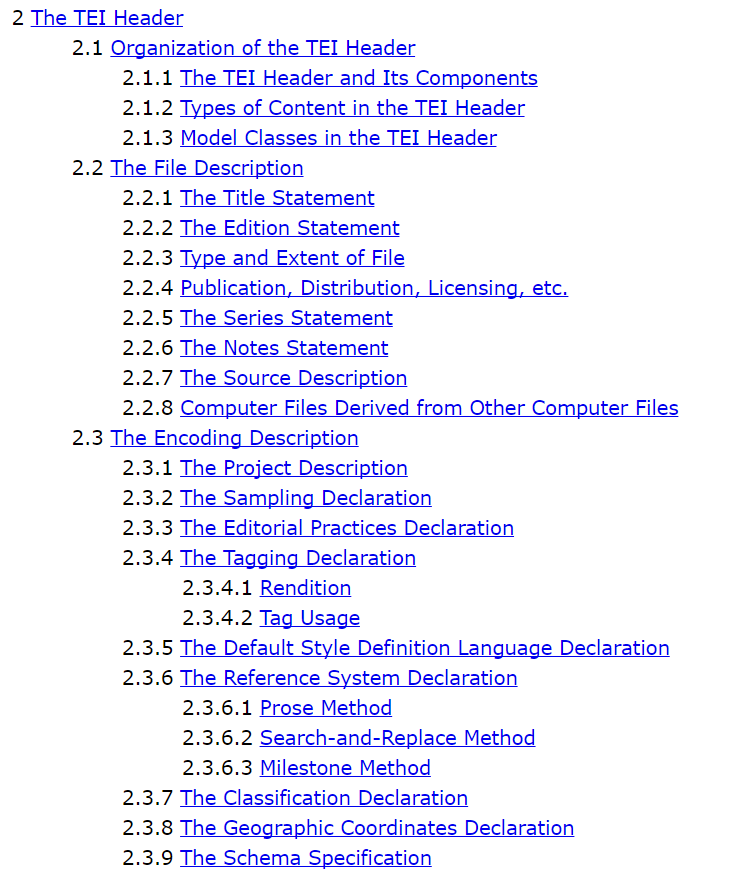 2 The TEI Header
2.1 Organization of the TEI Header
2.1.1 The TEI Header and Its Components
2.1.2 Types of Content in the TEI Header
2.1.3 Model Classes in the TEI Header
2.2 The File Description
2.2.1 The Title Statement
2.2.2 The Edition Statement
2.2.3 Type and Extent of File
2.2.4 Publication, Distribution, Licensing, etc.
2.2.5 The Series Statement
2.2.6 The Notes Statement
2.2.7 The Source Description
2.2.8 Computer Files Derived from Other Computer Files
2.3 The Encoding Description
2.3.1 The Project Description
2.3.2 The Sampling Declaration
2.3.3 The Editorial Practices Declaration
2.3.4 The Tagging Declaration
2.3.4.1 Rendition
2.3.4.2 Tag Usage
2.3.5 The Default Style Definition Language Declaration
2.3.6 The Reference System Declaration
2.3.6.1 Prose Method
2.3.6.2 Search-and-Replace Method
2.3.6.3 Milestone Method
2.3.7 The Classification Declaration
2.3.8 The Geographic Coordinates Declaration
2.3.9 The Schema Specification